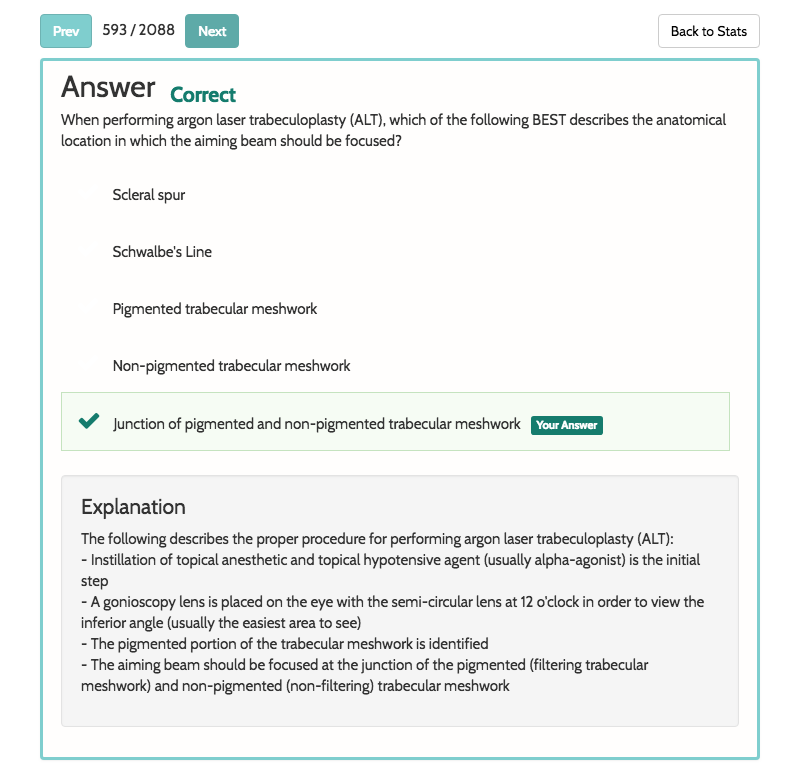 Prev 593 / 2088 Next Back to Stats
Answer Correct
When performing argon laser trabeculoplasty (ALT), which of the following BEST describes the anatomical
location in which the aiming beam should be focused?
Scleral spur
Schwalbe's Line
Pigmented trabecular meshwork
Non-pigmented trabecular meshwork
Junction of pigmented and non-pigmented trabecular meshwork Your Answer
Explanation
The following describes the proper procedure for performing argon laser trabeculoplasty (ALT):
- Instillation of topical anesthetic and topical hypotensive agent (usually alpha-agonist) is the initial
step
- A gonioscopy lens is placed on the eye with the semi-circular lens at 12 o'clock in order to view the
inferior angle (usually the easiest area to see)
- The pigmented portion of the trabecular meshwork is identified
- The aiming beam should be focused at the junction of the pigmented (filtering trabecular
meshwork) and non-pigmented (non-filtering) trabecular meshwork